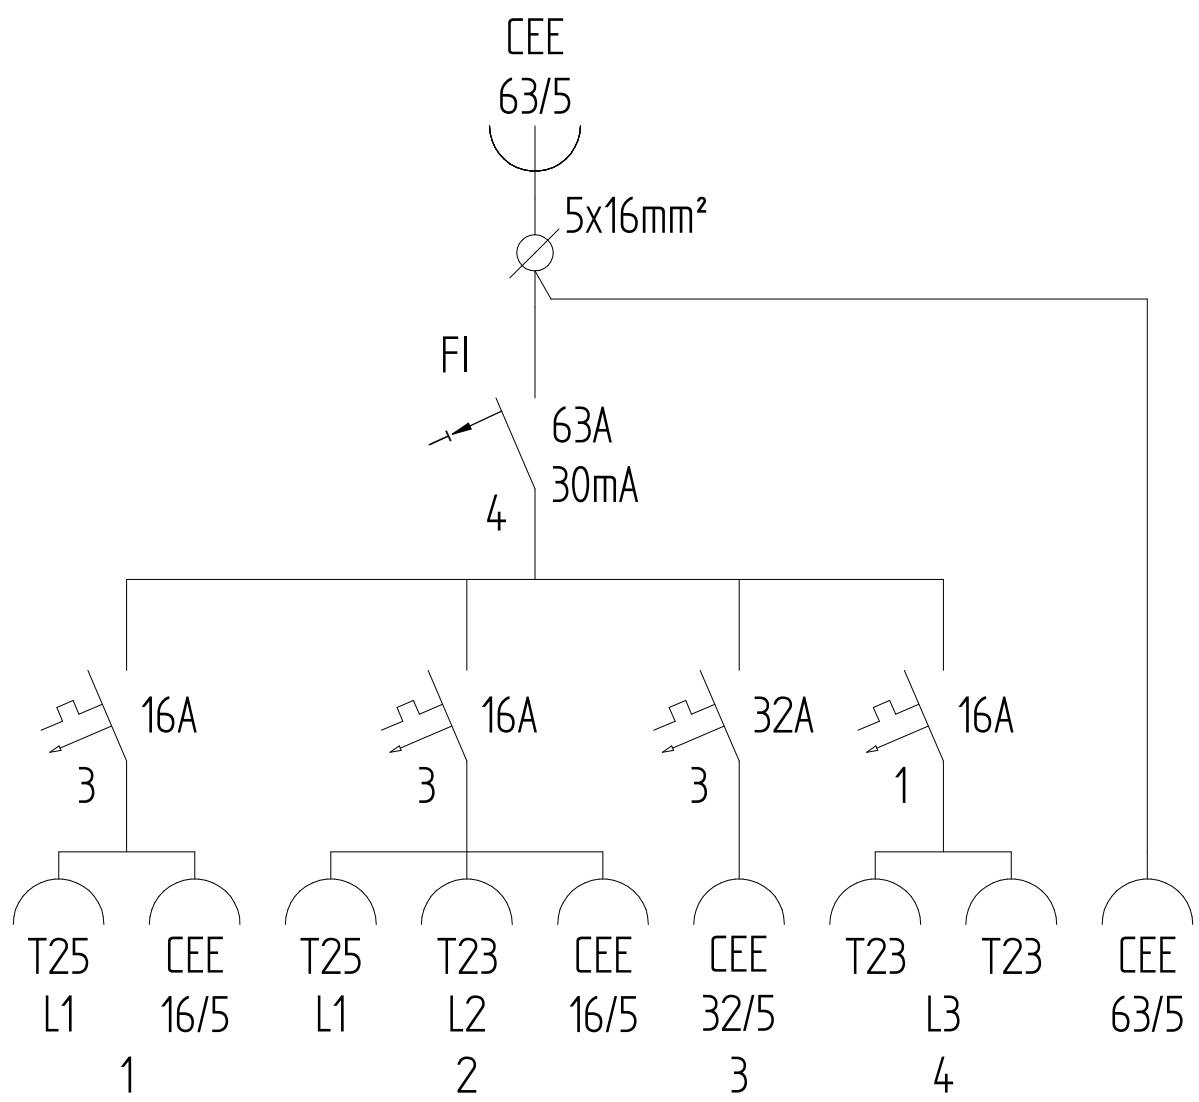 CEE
63/5
5x16mm²
FI
63A
30mA
4
16A 16A 32A 16A
3 3 3 1
T25 CEE T25 T23 CEE CEE T23 T23 CEE
L1 16/5 L1 L2 16/5 32/5 L3 63/5
1 2 3 4